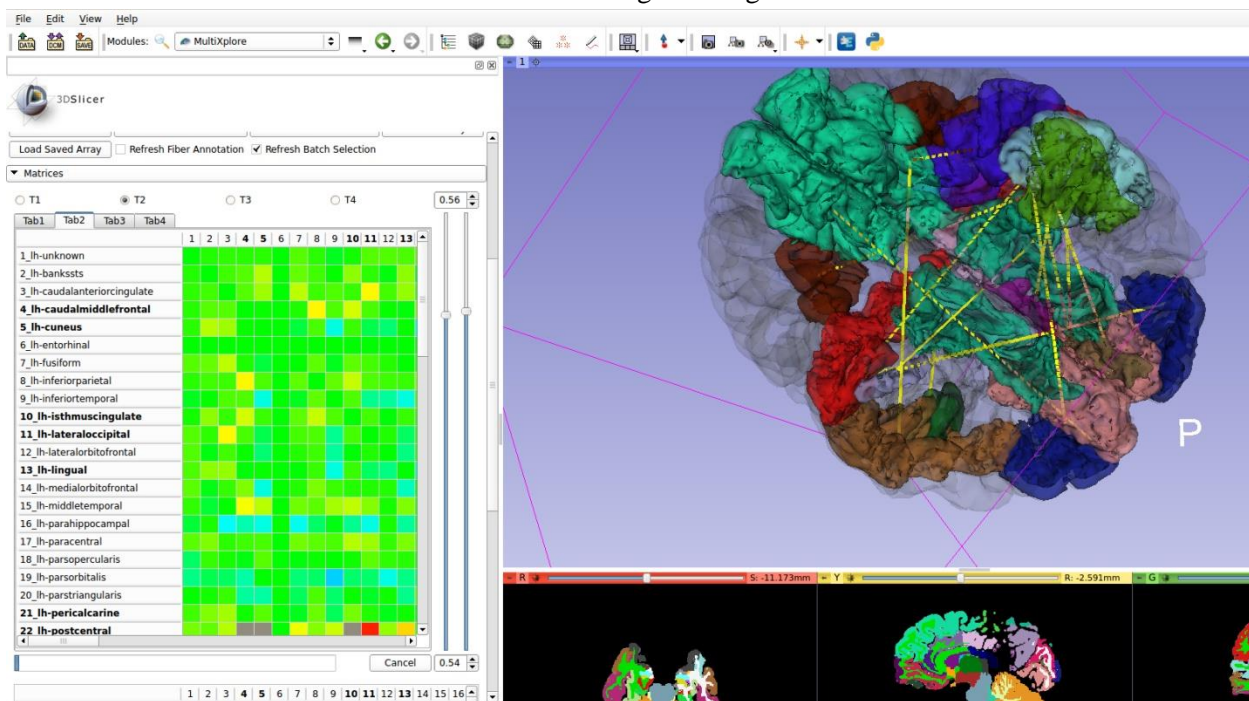 File Edit View Help
DATA DCM SAVE Modules: MultiXplore
1
3DSlicer
Load Saved Array Refresh Fiber Annotation Refresh Batch Selection
Matrices
T1 T2 T3 T4 0.56
Tab1 Tab2 Tab3 Tab4
1 2 3 4 5 6 7 8 9 10 11 12 13
1_lh-unknown
2_lh-bankssts
3_lh-caudalanteriorcingulate
4_lh-caudalmiddlefrontal
5_lh-cuneus
6_lh-entorhinal
7_lh-fusiform
8_lh-inferiorparietal
9_lh-inferiortemporal
10_lh-isthmuscingulate
11_lh-lateraloccipital
12_lh-lateralorbitofrontal
13_lh-lingual
14_lh-medialorbitofrontal
15_lh-middletemporal
16_lh-parahippocampal
17_lh-paracentral
18_lh-parsopercularis
19_lh-parsorbitalis
20_lh-parstriangularis
21_lh-pericalcarine
22_lh-postcentral
Cancel 0.54
1 2 3 4 5 6 7 8 9 10 11 12 13 14 15 16
P
R S: -11.173mm Y R: -2.591mm G